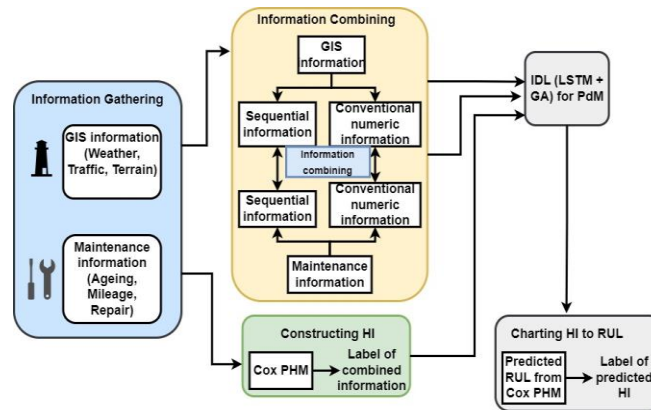 Information Gathering
GIS information
(Weather,
Traffic, Terrain)
Maintenance
information
(Ageing,
Mileage,
Repair)
Information Combining
GIS
nformation
Sequential
information
Conventional
numeric
information
Information
combining
Sequential
information
Conventional
numeric
information
Maintenance
information
Constructing HI
Cox PHM
Label of
combined
information
IDL (LSTM +
GA) for PdM
Charting HI to RUL
Predicted
RUL from
Cox PHM
Label of
predicted
HI